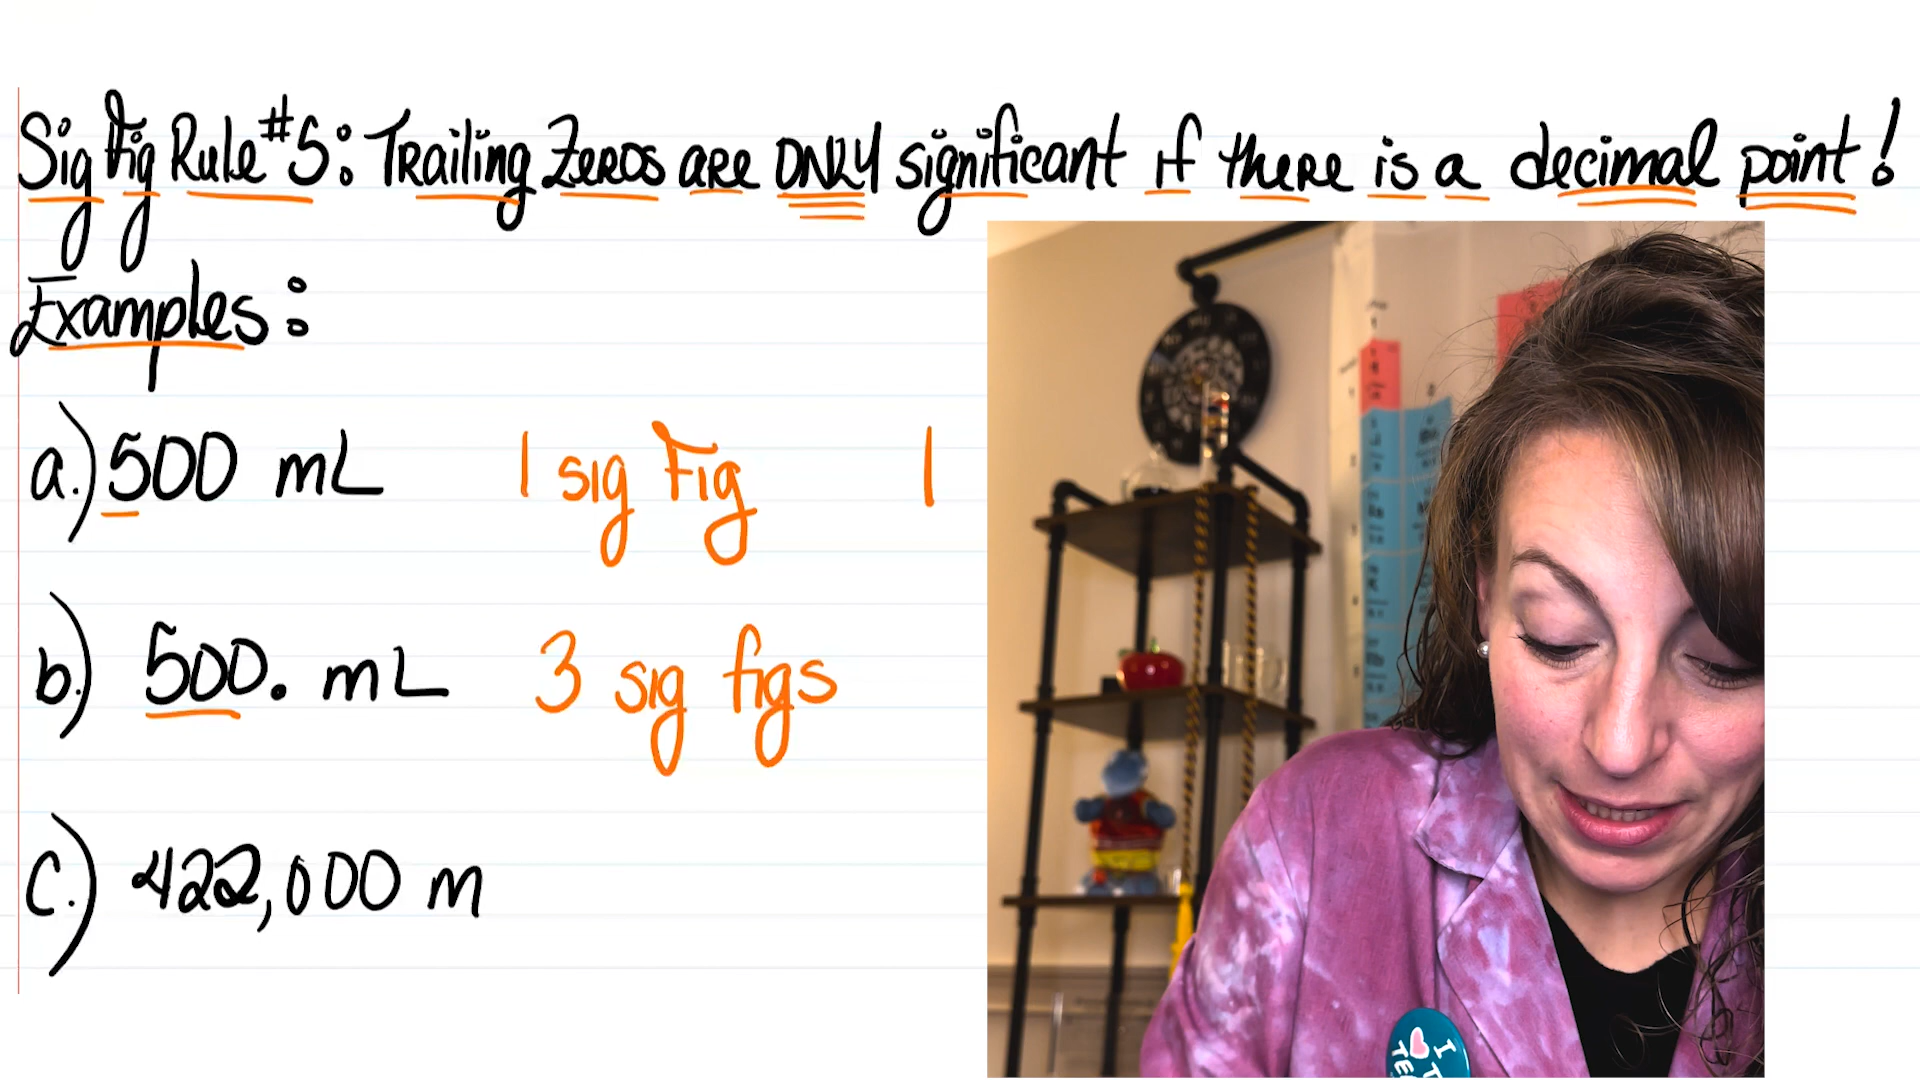 Sig Fig Rule #5: Trailing Zeros are ONLY significant if there is a decimal point!
Examples:
a.) 500 mL 1 sig Fig 1
b.) 500. mL 3 sig figs
c.) 422,000 m
I